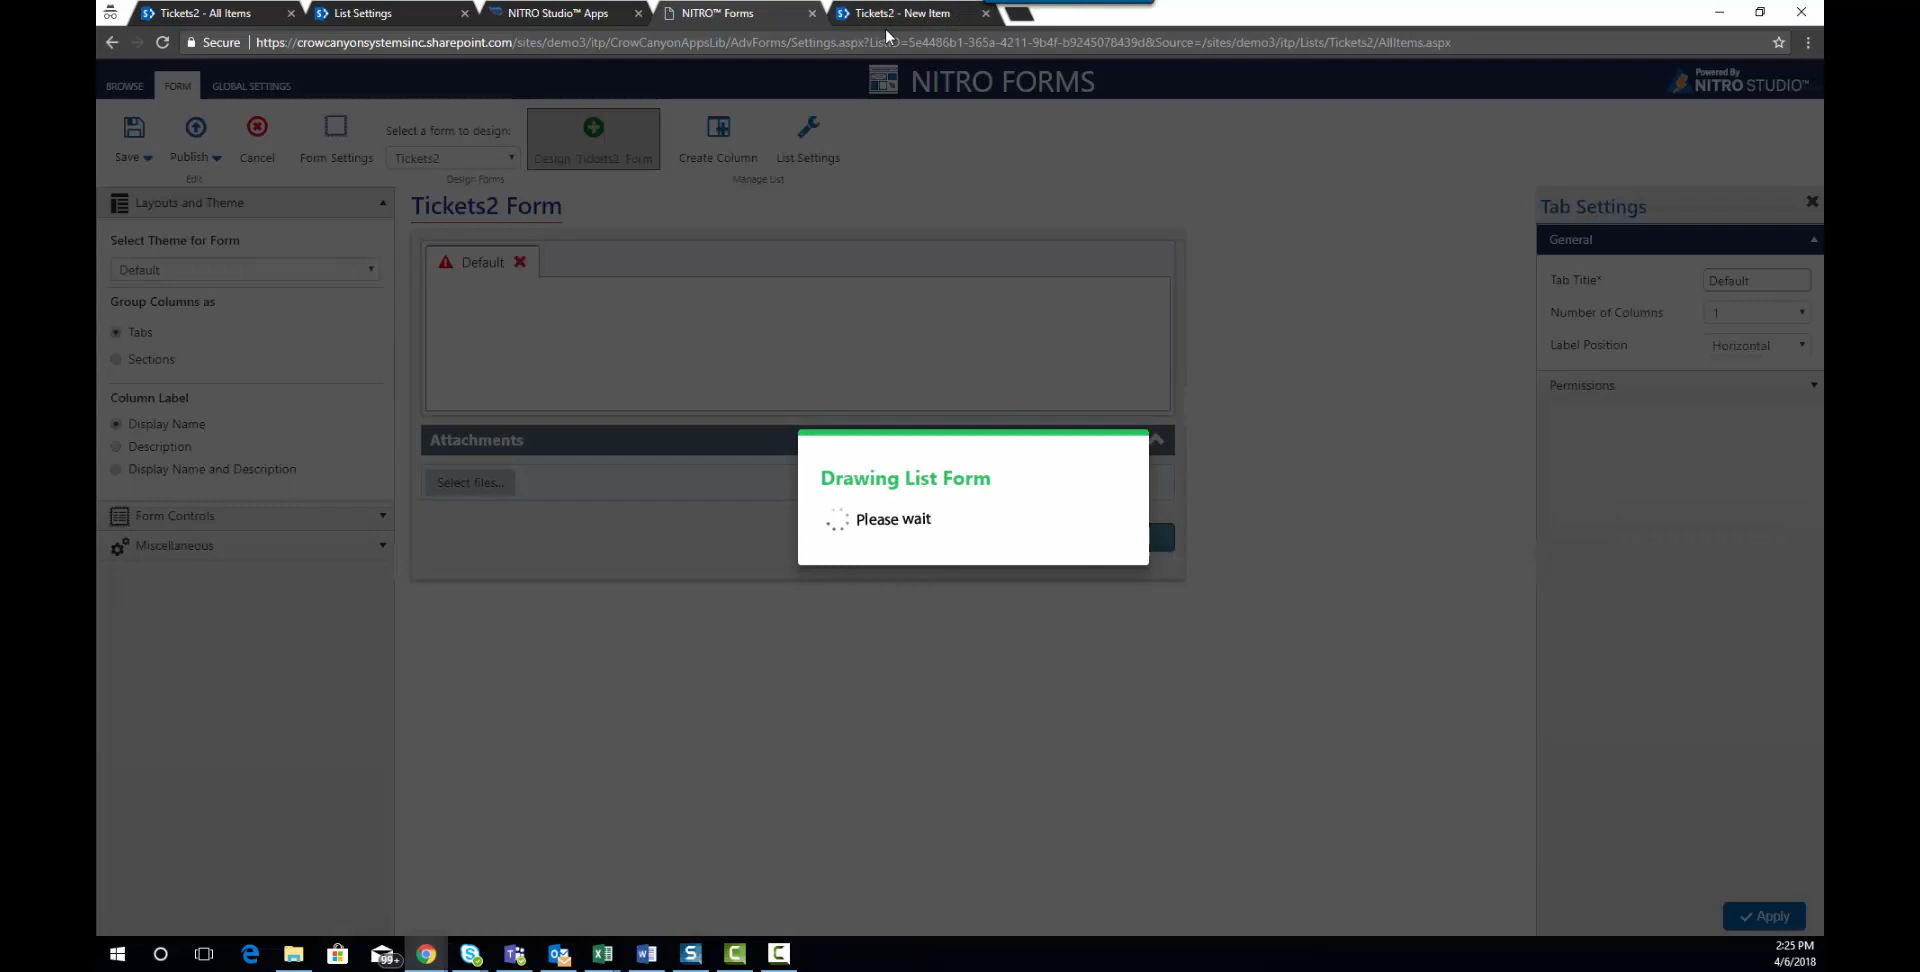 Tickets2 - All Items
List Settings
NITRO Studio™ Apps
NITRO™ Forms
Tickets2 - New Item
Secure
https://crowcanyonsystemsinc.sharepoint.com/sites/demo3/itp/CrowCanyonAppsLib/AdvForms/Settings.aspx?ListID=5e4486b1-365a-4211-9b4f-b9245078439d&Source=/sites/demo3/itp/Lists/Tickets2/AllItems.aspx
BROWSE
FORM
GLOBAL SETTINGS
NITRO FORMS
Powered By
NITRO STUDIO™
Save
Publish
Cancel
Edit
Form Settings
Select a form to design:
Tickets2
Design Tickets2 Form
Design Forms
Create Column
List Settings
Manage List
Layouts and Theme
Select Theme for Form
Default
Group Columns as
Tabs
Sections
Column Label
Display Name
Description
Display Name and Description
Form Controls
Miscellaneous
Tickets2 Form
Default
Attachments
Select files...
Drawing List Form
Please wait
Tab Settings
General
Tab Title*
Default
Number of Columns
1
Label Position
Horizontal
Permissions
Apply
99+
2:25 PM
4/6/2018